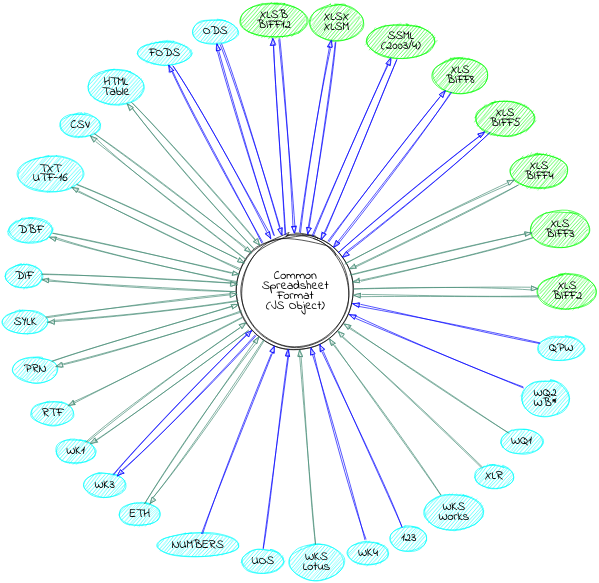 XLSB
BIFF12
XLSX
XLSM
SSML
(2003/4)
XLS
BIFF8
XLS
BIFF5
XLS
BIFF4
XLS
BIFF3
XLS
BIFF2
QPW
WQ2
WB*
WQ1
XLR
WKS
Works
123
WK4
WKS
Lotus
UOS
NUMBERS
ETH
WK3
WK1
RTF
PRN
SYLK
DIF
DBF
TXT
UTF-16
CSV
HTML
Table
FODS
ODS
Common
Spreadsheet
Format
(JS Object)